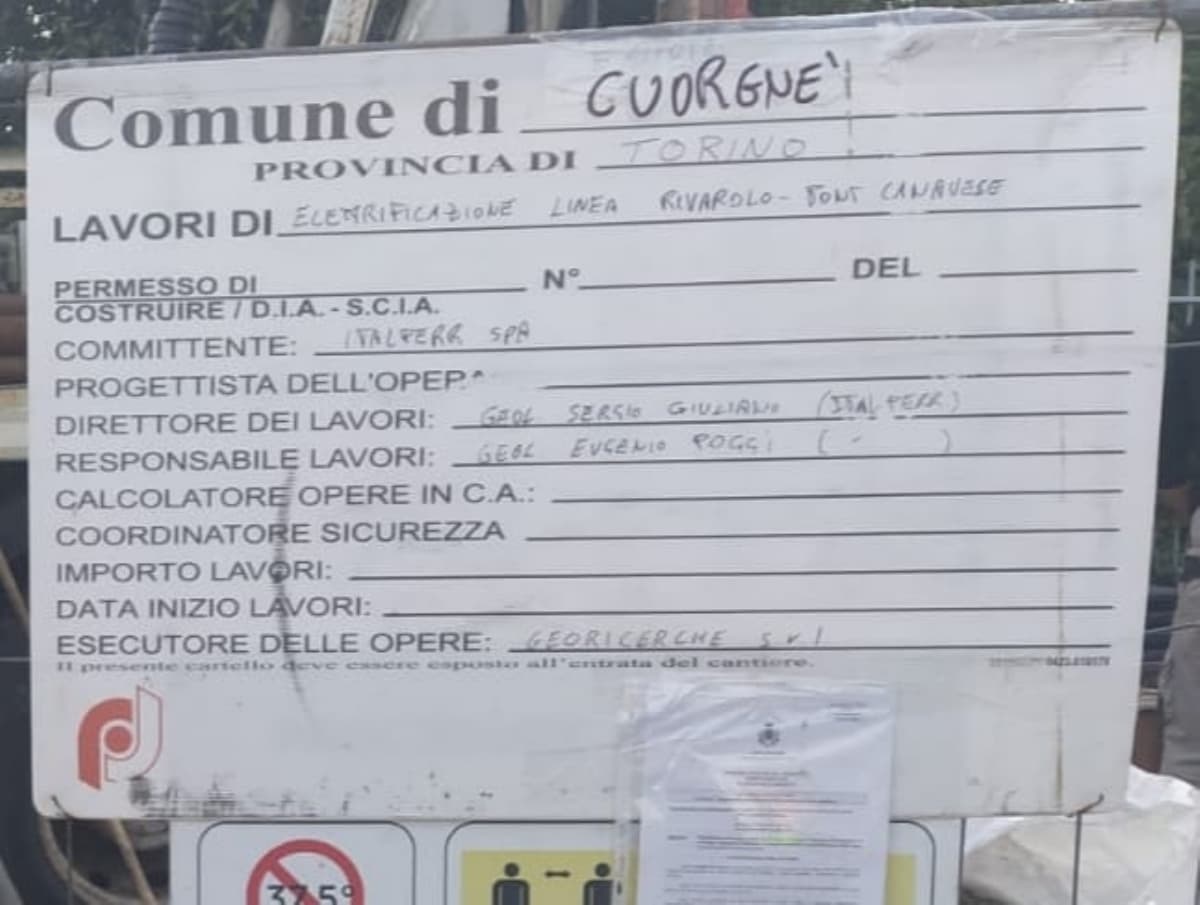 Comune di CUORGNE'
PROVINCIA DI TORINO
LAVORI DI ELETTRIFICAZIONE LINEA RIVAROLO - PONT CANAVESE
PERMESSO DI N° DEL
COSTRUIRE / D.I.A. - S.C.I.A.
COMMITTENTE: ITALFERR SPA
PROGETTISTA DELL'OPERA
DIRETTORE DEI LAVORI: GEOL SERGIO GIULIANO (ITALFERR)
RESPONSABILE LAVORI: GEOL EUGENIO POGGI ( - )
CALCOLATORE OPERE IN C.A.:
COORDINATORE SICUREZZA
IMPORTO LAVORI:
DATA INIZIO LAVORI:
ESECUTORE DELLE OPERE: GEORICERCHE s.r.l
Il presente cartello deve essere esposto all'entrata del cantiere.
37,5°